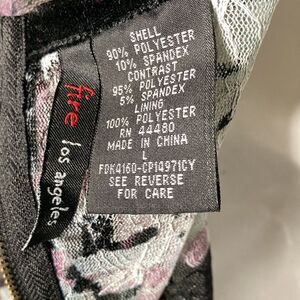 SHELL
90% POLYESTER
10% SPANDEX
CONTRAST
95% POLYESTER
5% SPANDEX
LINING
100% POLYESTER
RN 44480
MADE IN CHINA
L
FDK4160-CP14971CY
SEE REVERSE
FOR CARE
fire los angeles